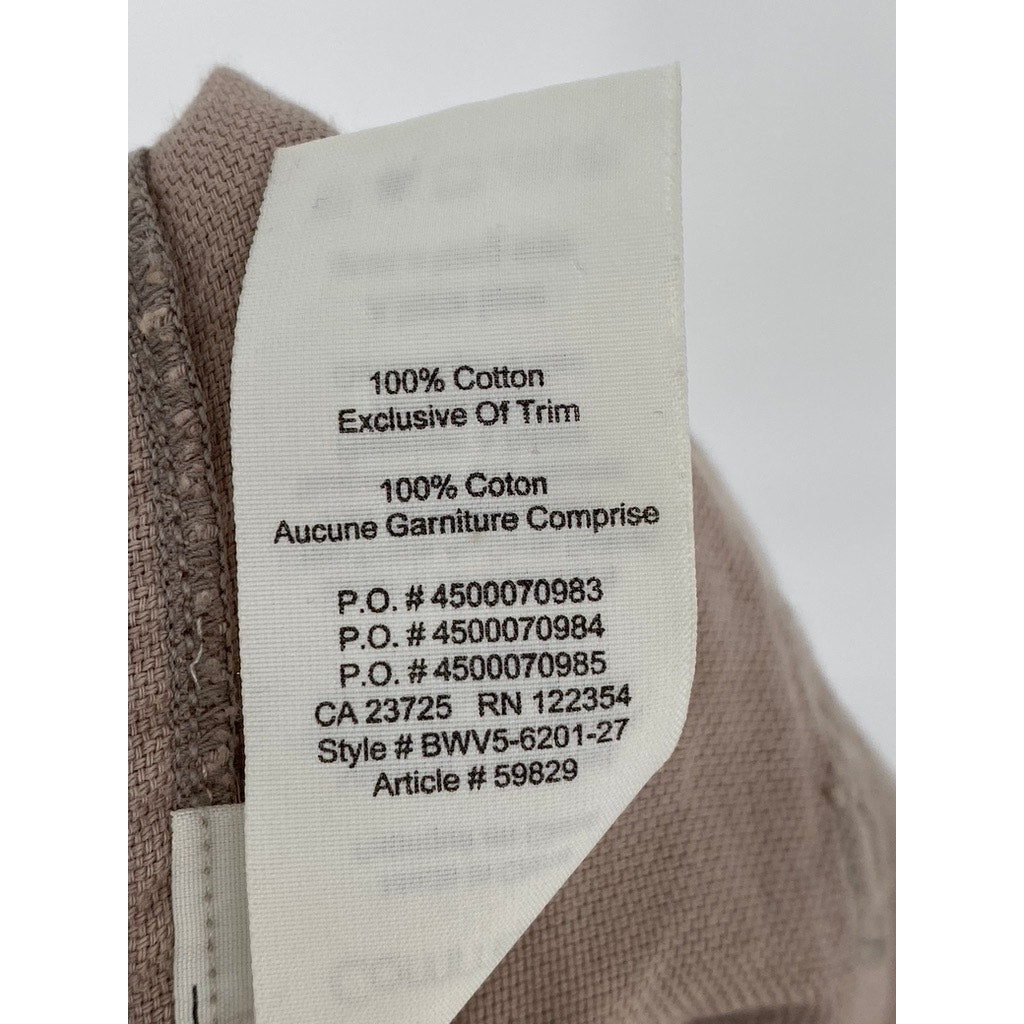 100% Cotton
Exclusive Of Trim
100% Coton
Aucune Garniture Comprise
P.O. # 4500070983
P.O. # 4500070984
P.O. # 4500070985
CA 23725 RN 122354
Style # BWV5-6201-27
Article # 59829